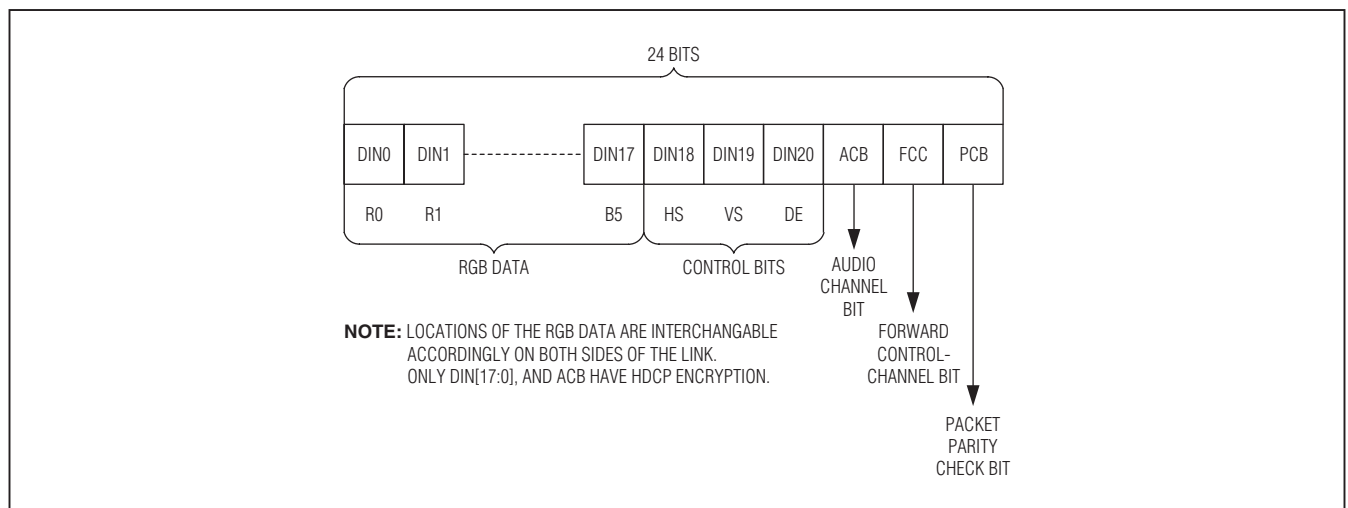 24 BITS
DIN0 DIN1 DIN17 DIN18 DIN19 DIN20 ACB FCC PCB
R0 R1 B5 HS VS DE
RGB DATA CONTROL BITS
AUDIO
CHANNEL
BIT
FORWARD
CONTROL-
CHANNEL BIT
PACKET
PARITY
CHECK BIT
NOTE: LOCATIONS OF THE RGB DATA ARE INTERCHANGABLE
ACCORDINGLY ON BOTH SIDES OF THE LINK.
ONLY DIN[17:0], AND ACB HAVE HDCP ENCRYPTION.